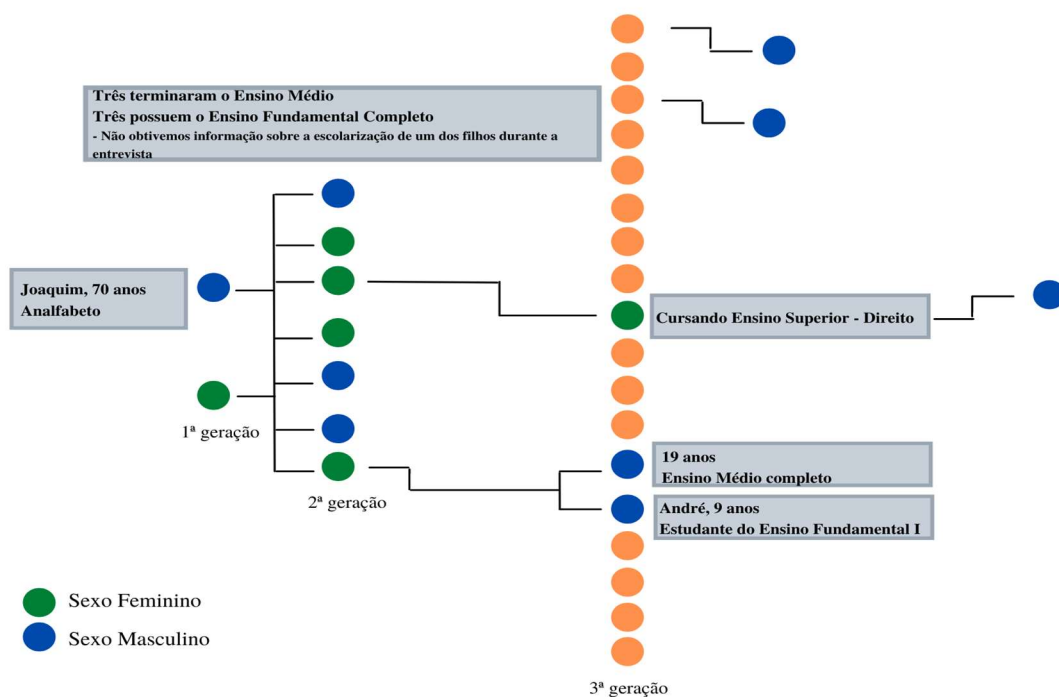 Três terminaram o Ensino Médio
Três possuem o Ensino Fundamental Completo
- Não obtivemos informação sobre a escolarização de um dos filhos durante a
entrevista
Joaquim, 70 anos
Analfabeto
Cursando Ensino Superior - Direito
1ª geração
19 anos
Ensino Médio completo
2ª geração
André, 9 anos
Estudante do Ensino Fundamental I
Sexo Feminino
Sexo Masculino
3ª geração